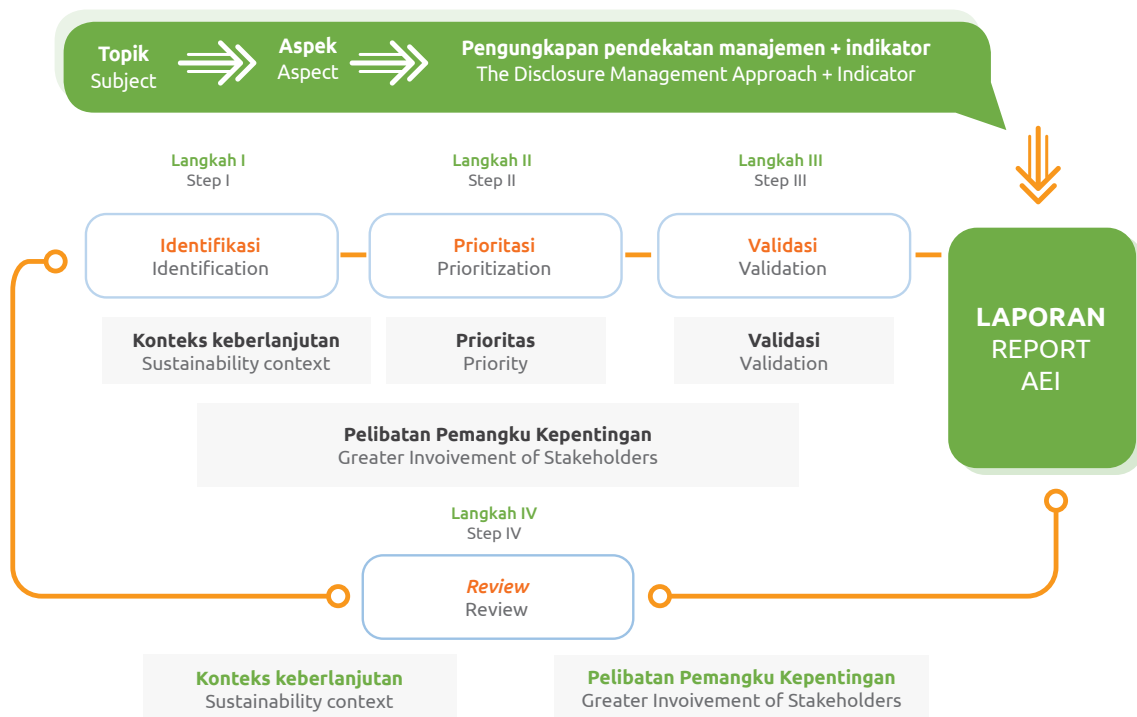 Topik
Subject
Aspek
Aspect
Pengungkapan pendekatan manajemen + indikator
The Disclosure Management Approach + Indicator
Langkah I
Step I
Langkah II
Step II
Langkah III
Step III
Identifikasi
Identification
Prioritasi
Prioritization
Validasi
Validation
LAPORAN
REPORT
AEI
Konteks keberlanjutan
Sustainability context
Prioritas
Priority
Validasi
Validation
Pelibatan Pemangku Kepentingan
Greater Invoivement of Stakeholders
Langkah IV
Step IV
Review
Review
Konteks keberlanjutan
Sustainability context
Pelibatan Pemangku Kepentingan
Greater Invoivement of Stakeholders